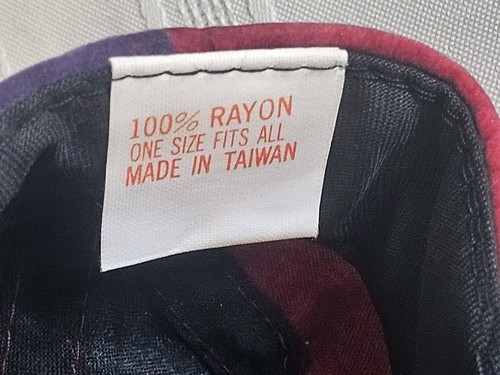 100% RAYON
ONE SIZE FITS ALL
MADE IN TAIWAN